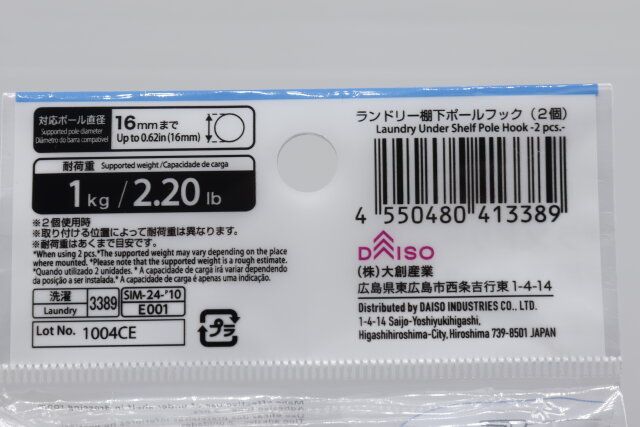 対応ポール直径
Supported pole diameter
Diâmetro do barra compatível
16mmまで
Up to 0.62in (16mm)
耐荷重 Supported weight/Capacidade de carga
1kg/2.20 lb
※2個使用時
※取り付ける位置によって耐荷重は異なります。
※耐荷重はあくまで目安です。
*When using 2 pcs.*The supported weight may vary depending on the place
where mounted. *Please note that the supported weight is a rough estimate.
*Quando utilizado 2 unidades. * A capacidade de carga irá variar dependendo
da posição a ser instalada.* A capacidade de carga é apenas uma indicação.
洗濯
Laundry
3389
SIM-24-'10
E001
Lot No. 1004CE
プラ
ランドリー棚下ポールフック(2個)
Laundry Under Shelf Pole Hook -2 pcs.-
4 550480 413389
DAISO
(株)大創産業
広島県東広島市西条吉行東1-4-14
Distributed by DAISO INDUSTRIES CO., LTD.
1-4-14 Saijo-Yoshiyukihigashi,
Higashihiroshima-City, Hiroshima 739-8501 JAPAN